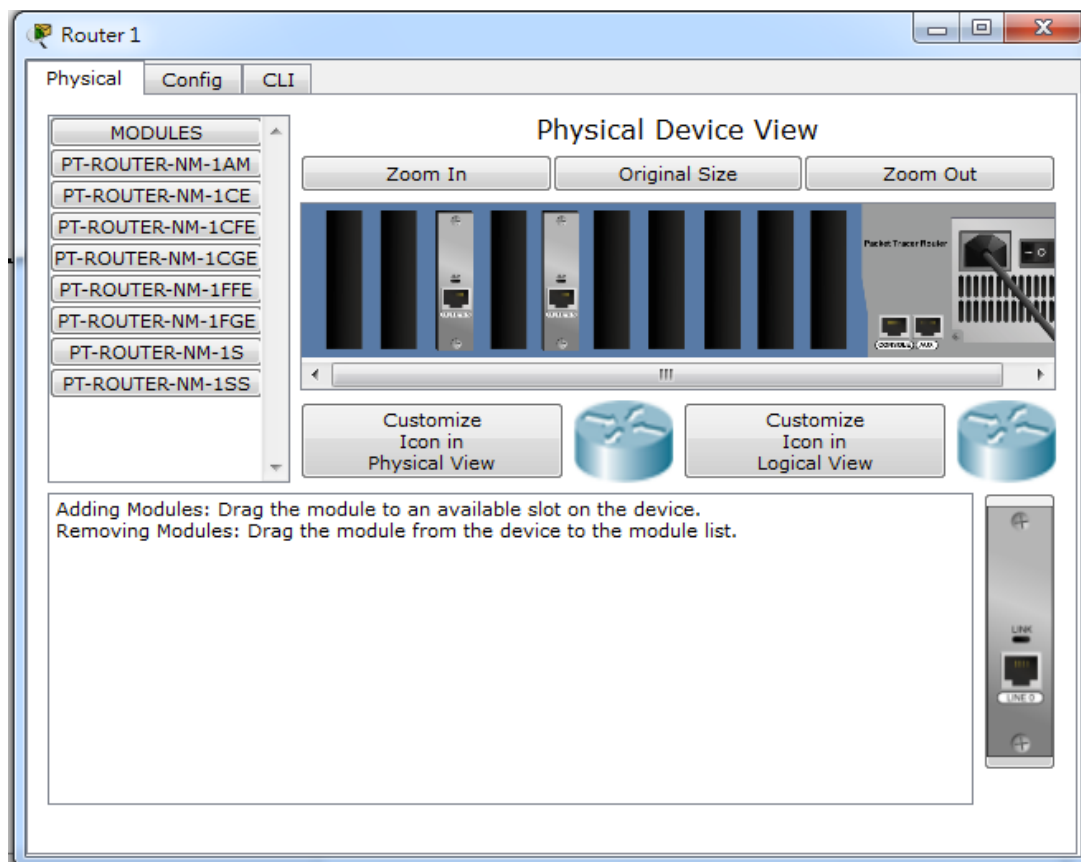 Router 1
Physical
Config
CLI
MODULES
PT-ROUTER-NM-1AM
PT-ROUTER-NM-1CE
PT-ROUTER-NM-1CFE
PT-ROUTER-NM-1CGE
PT-ROUTER-NM-1FFE
PT-ROUTER-NM-1FGE
PT-ROUTER-NM-1S
PT-ROUTER-NM-1SS
Physical Device View
Zoom In
Original Size
Zoom Out
Packet Tracer Router
CONSOLE
AUX
Customize
Icon in
Physical View
Customize
Icon in
Logical View
Adding Modules: Drag the module to an available slot on the device.
Removing Modules: Drag the module from the device to the module list.
LINK
LINE 0